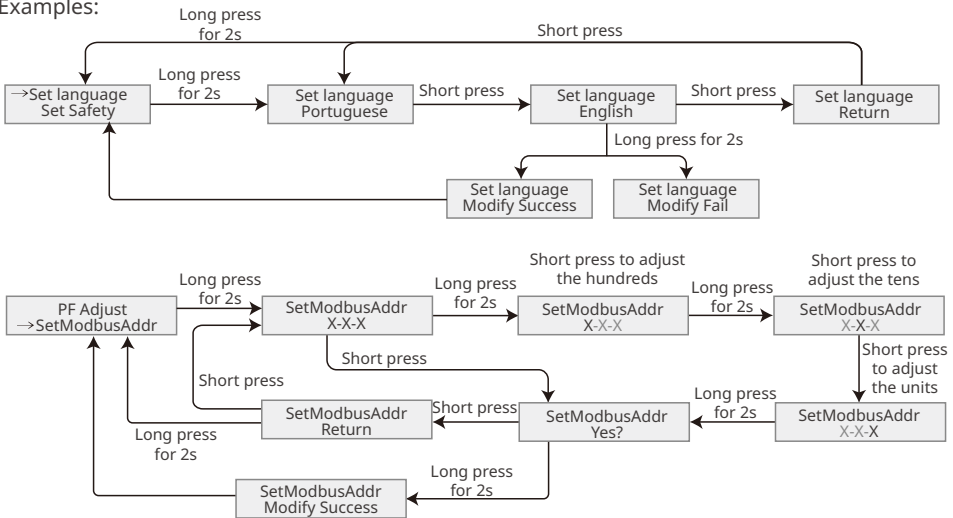 Examples:
Long press
for 2s
Short press
→Set language
Set Safety
Long press
for 2s
Set language
Portuguese
Short press
Set language
English
Short press
Set language
Return
Long press for 2s
Set language
Modify Success
Set language
Modify Fail
PF Adjust
→SetModbusAddr
Long press
for 2s
SetModbusAddr
X-X-X
Long press
for 2s
Short press to adjust
the hundreds
SetModbusAddr
X-X-X
Long press
for 2s
Short press to
adjust the tens
SetModbusAddr
X-X-X
Short press
to adjust
the units
Short press
Short press
SetModbusAddr
Return
Short press
SetModbusAddr
Yes?
Long press
for 2s
SetModbusAddr
X-X-X
Long press
for 2s
Long press
for 2s
SetModbusAddr
Modify Success